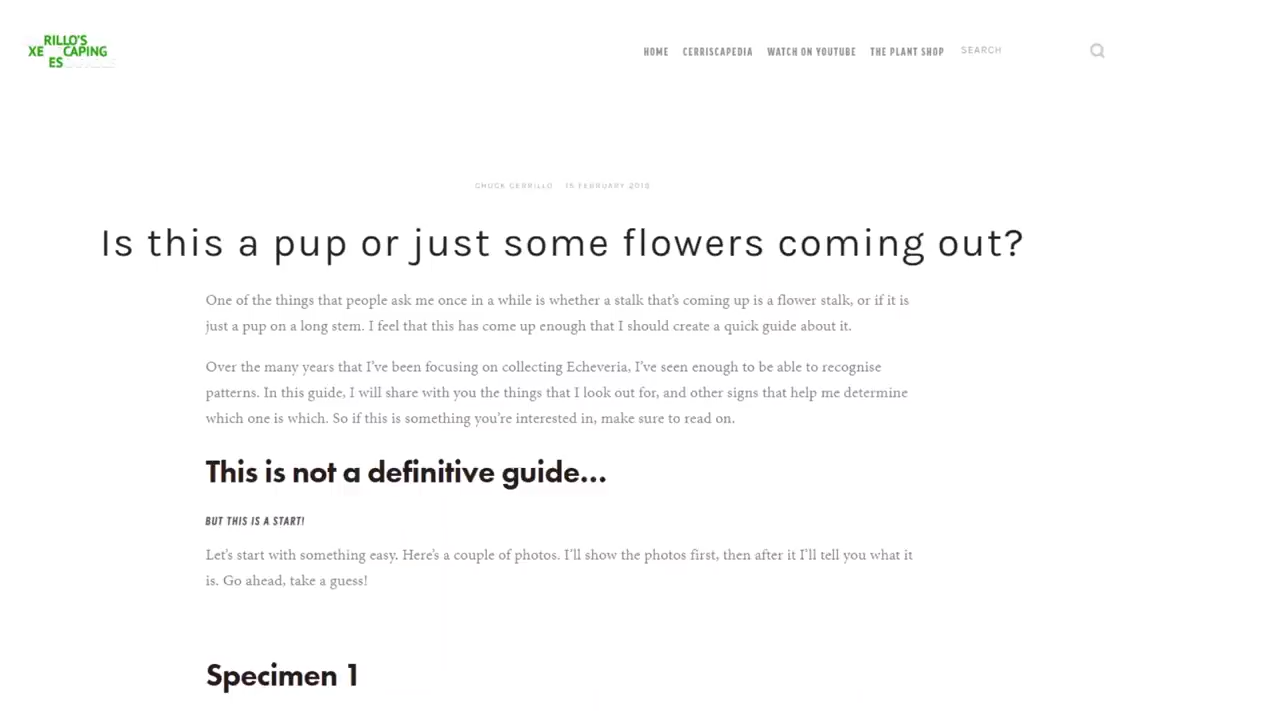 RILLO'S
XE CAPING
ES
HOME CERRISCAPEDIA WATCH ON YOUTUBE THE PLANT SHOP SEARCH
CHUCK CERRILLO 15 FEBRUARY 2019
Is this a pup or just some flowers coming out?
One of the things that people ask me once in a while is whether a stalk that's coming up is a flower stalk, or if it is
just a pup on a long stem. I feel that this has come up enough that I should create a quick guide about it.
Over the many years that I've been focusing on collecting Echeveria, I've seen enough to be able to recognise
patterns. In this guide, I will share with you the things that I look out for, and other signs that help me determine
which one is which. So if this is something you're interested in, make sure to read on.
This is not a definitive guide...
BUT THIS IS A START!
Let's start with something easy. Here's a couple of photos. I'll show the photos first, then after it I'll tell you what it
is. Go ahead, take a guess!
Specimen 1